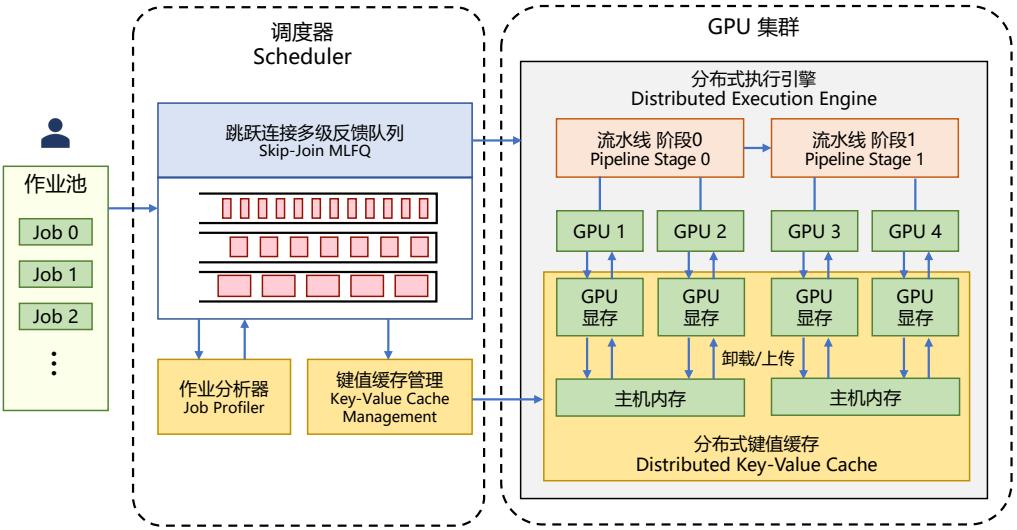 调度器
Scheduler
GPU 集群
作业池
Job 0
Job 1
Job 2
跳跃连接多级反馈队列
Skip-Join MLFQ
作业分析器
Job Profiler
键值缓存管理
Key-Value Cache
Management
分布式执行引擎
Distributed Execution Engine
流水线 阶段0
Pipeline Stage 0
流水线 阶段1
Pipeline Stage 1
GPU 1
GPU 2
GPU 3
GPU 4
GPU
显存
GPU
显存
GPU
显存
GPU
显存
卸载/上传
主机内存
主机内存
分布式键值缓存
Distributed Key-Value Cache